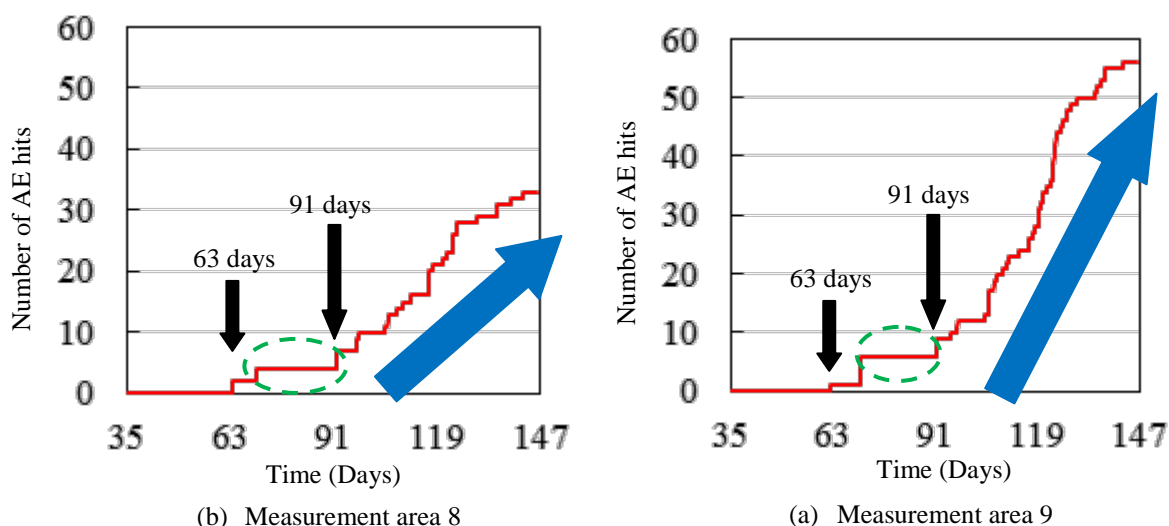 60
50
40
30
20
10
0
Number of AE hits
63 days
91 days
35 63 91 119 147
Time (Days)
(b) Measurement area 8
60
50
40
30
20
10
0
Number of AE hits
63 days
91 days
35 63 91 119 147
Time (Days)
(a) Measurement area 9